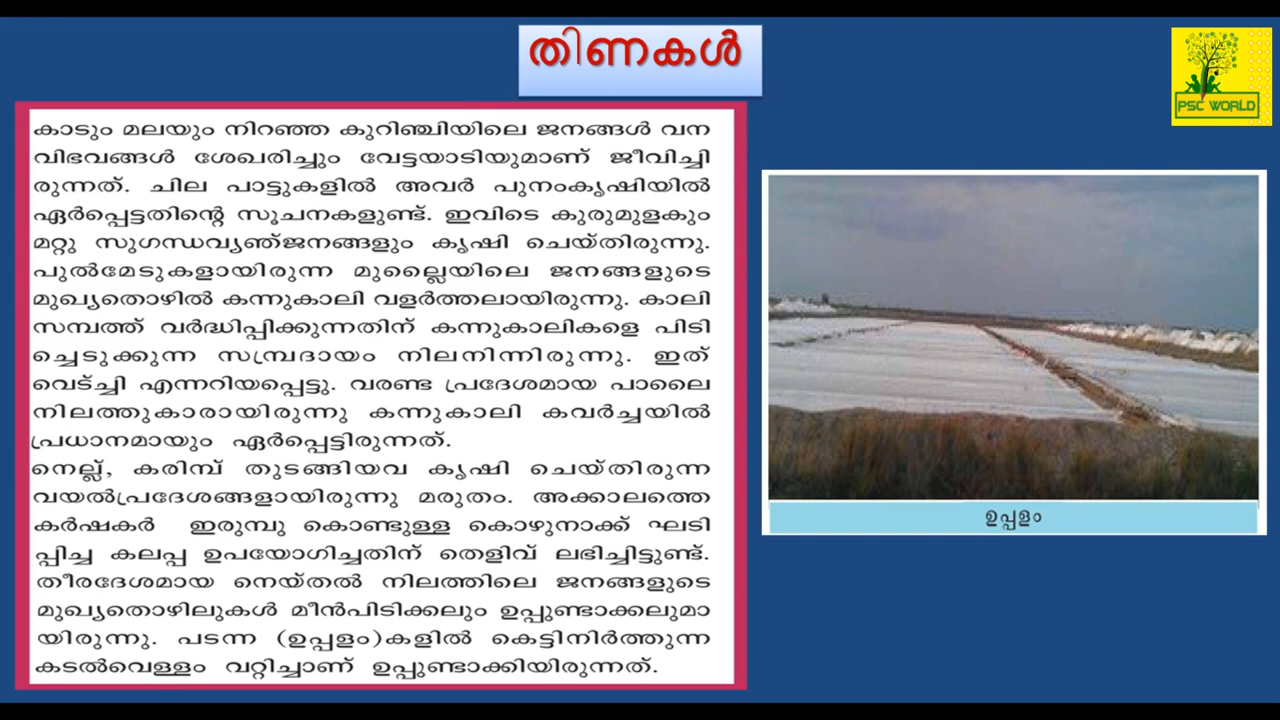 തിണകൾ
PSC WORLD
കാടും മലയും നിറഞ്ഞ കുറിഞ്ചിയിലെ ജനങ്ങൾ വന
വിഭവങ്ങൾ ശേഖരിച്ചും വേട്ടയാടിയുമാണ് ജീവിച്ചി
രുന്നത്. ചില പാട്ടുകളിൽ അവർ പുനംകൃഷിയിൽ
ഏർപ്പെട്ടതിന്റെ സൂചനകളുണ്ട്. ഇവിടെ കുരുമുളകും
മറ്റു സുഗന്ധവ്യഞ്ജനങ്ങളും കൃഷി ചെയ്തിരുന്നു.
പുൽമേടുകളായിരുന്ന മുല്ലൈയിലെ ജനങ്ങളുടെ
മുഖ്യതൊഴിൽ കന്നുകാലി വളർത്തലായിരുന്നു. കാലി
സമ്പത്ത് വർദ്ധിപ്പിക്കുന്നതിന് കന്നുകാലികളെ പിടി
ച്ചെടുക്കുന്ന സമ്പ്രദായം നിലനിന്നിരുന്നു. ഇത്
വെട്ച്ചി എന്നറിയപ്പെട്ടു. വരണ്ട പ്രദേശമായ പാലൈ
നിലത്തുകാരായിരുന്നു കന്നുകാലി കവർച്ചയിൽ
പ്രധാനമായും ഏർപ്പെട്ടിരുന്നത്.
നെല്ല്, കരിമ്പ് തുടങ്ങിയവ കൃഷി ചെയ്തിരുന്ന
വയൽപ്രദേശങ്ങളായിരുന്നു മരുതം. അക്കാലത്തെ
കർഷകർ ഇരുമ്പു കൊണ്ടുള്ള കൊഴുനാക്ക് ഘടി
പ്പിച്ച കലപ്പ ഉപയോഗിച്ചതിന് തെളിവ് ലഭിച്ചിട്ടുണ്ട്.
തീരദേശമായ നെയ്തൽ നിലത്തിലെ ജനങ്ങളുടെ
മുഖ്യതൊഴിലുകൾ മീൻപിടിക്കലും ഉപ്പുണ്ടാക്കലുമാ
യിരുന്നു. പടന്ന (ഉപ്പളം)കളിൽ കെട്ടിനിർത്തുന്ന
കടൽവെള്ളം വറ്റിച്ചാണ് ഉപ്പുണ്ടാക്കിയിരുന്നത്.
ഉപ്പളം